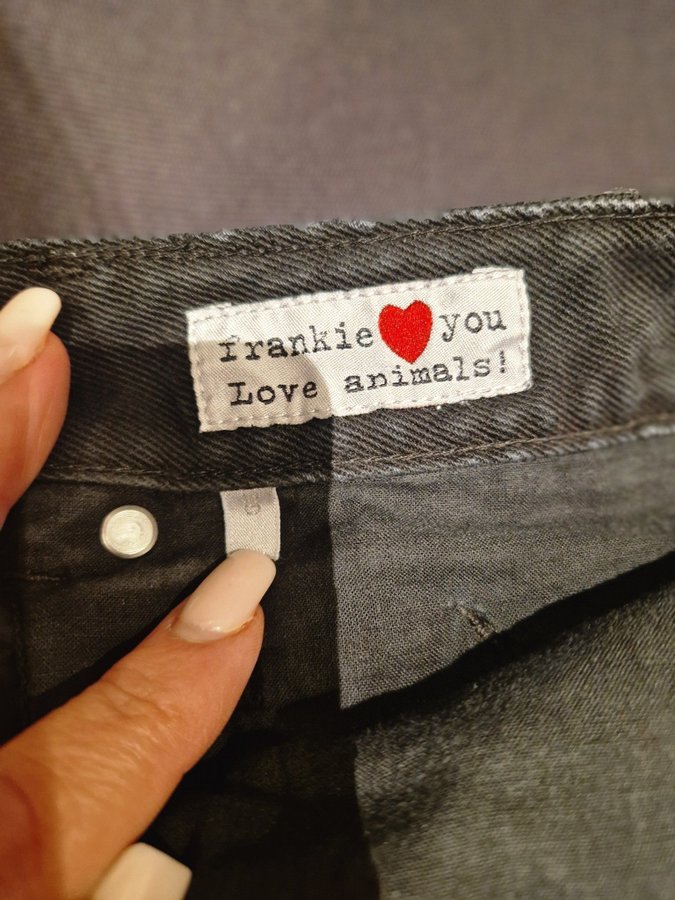 frankie ❤ you
Love animals!